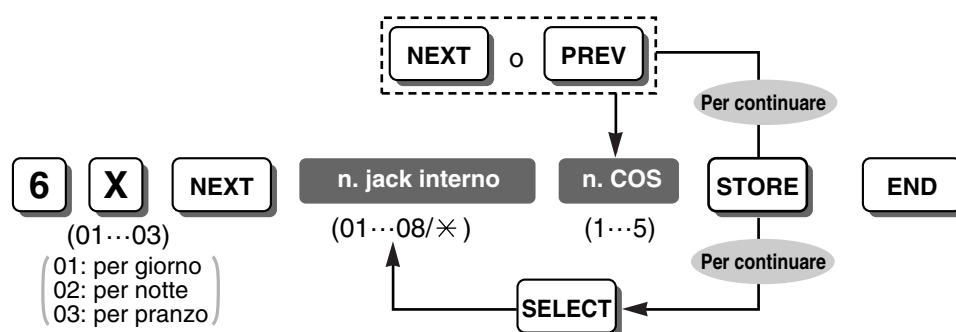 NEXT o PREV
Per continuare
6 X NEXT n. jack interno n. COS STORE END
(01···03) (01···08/✳) (1···5)
Per continuare
01: per giorno
02: per notte
03: per pranzo
SELECT